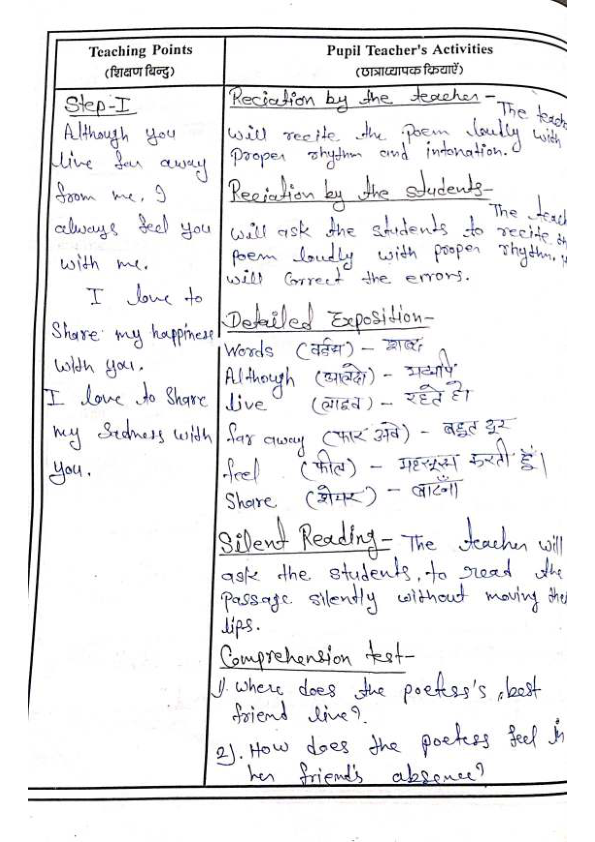 Teaching Points
(शिक्षण बिन्दु)
Step-I
Although you
live far away
from me, I
always feel you
with me.
I love to
Share my happiness
with you.
I love to Share
my Sadness with
you.
Pupil Teacher's Activities
(छात्राध्यापक क्रियाएँ)
Reciation by the teacher - The teach
will recite the poem loudly with
Proper rhythm and intonation.
Reciation by the students-
The teach
will ask the students to recite th
Poem loudly with proper rhythm.
will Correct the errors.
Detailed Exposition-
Words (वर्डस) - शब्द
Although (आल्दो) - यद्यपि
live (लाइव) - रहते हो
far away (फार अवे) - बहुत दूर
feel (फील) - महसूस करती हूँ।
Share (शेयर) - बाटँना
Silent Reading - The teacher will
ask the students, to read the
Passage silently without moving the
lips.
Comprehension test-
1). Where does the poetess's best
friend live?
2). How does the poetess feel in
her friend's absence?